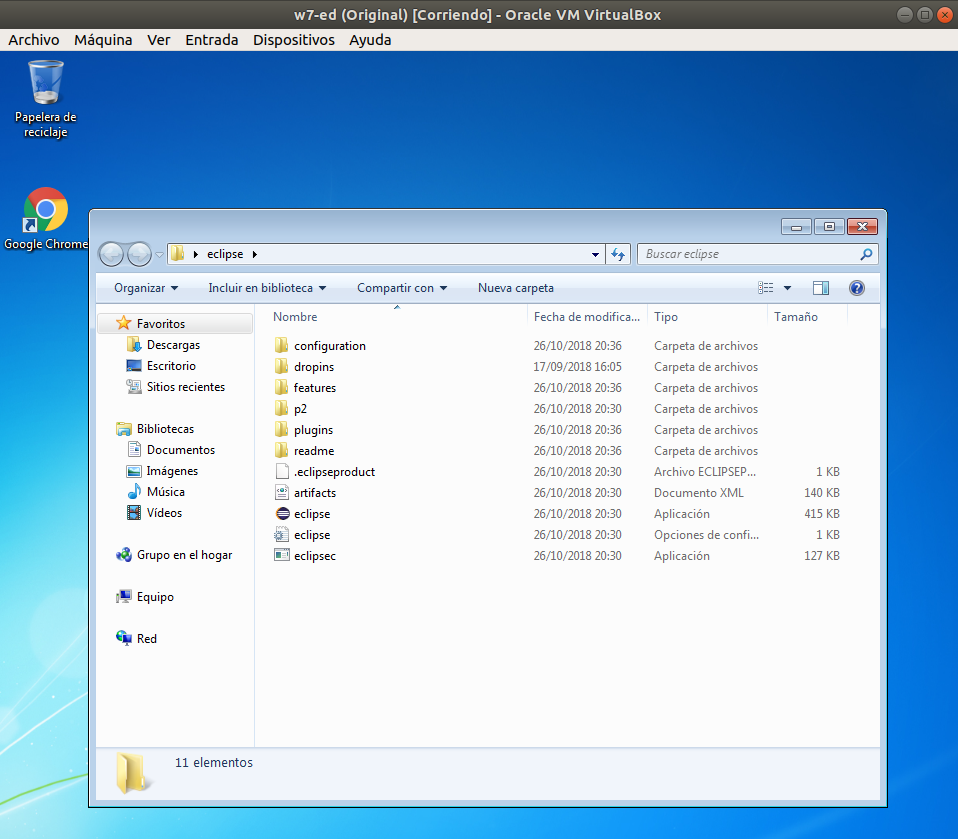 w7-ed (Original) [Corriendo] - Oracle VM VirtualBox
Archivo Máquina Ver Entrada Dispositivos Ayuda
Papelera de
reciclaje
Google Chrome
eclipse
Buscar eclipse
Organizar Incluir en biblioteca Compartir con Nueva carpeta
Favoritos
Descargas
Escritorio
Sitios recientes
Bibliotecas
Documentos
Imágenes
Música
Vídeos
Grupo en el hogar
Equipo
Red
Nombre Fecha de modifica... Tipo Tamaño
configuration 26/10/2018 20:36 Carpeta de archivos
dropins 17/09/2018 16:05 Carpeta de archivos
features 26/10/2018 20:36 Carpeta de archivos
p2 26/10/2018 20:30 Carpeta de archivos
plugins 26/10/2018 20:36 Carpeta de archivos
readme 26/10/2018 20:36 Carpeta de archivos
.eclipseproduct 26/10/2018 20:30 Archivo ECLIPSEP... 1 KB
artifacts 26/10/2018 20:30 Documento XML 140 KB
eclipse 26/10/2018 20:30 Aplicación 415 KB
eclipse 26/10/2018 20:30 Opciones de confi... 1 KB
eclipsec 26/10/2018 20:30 Aplicación 127 KB
11 elementos